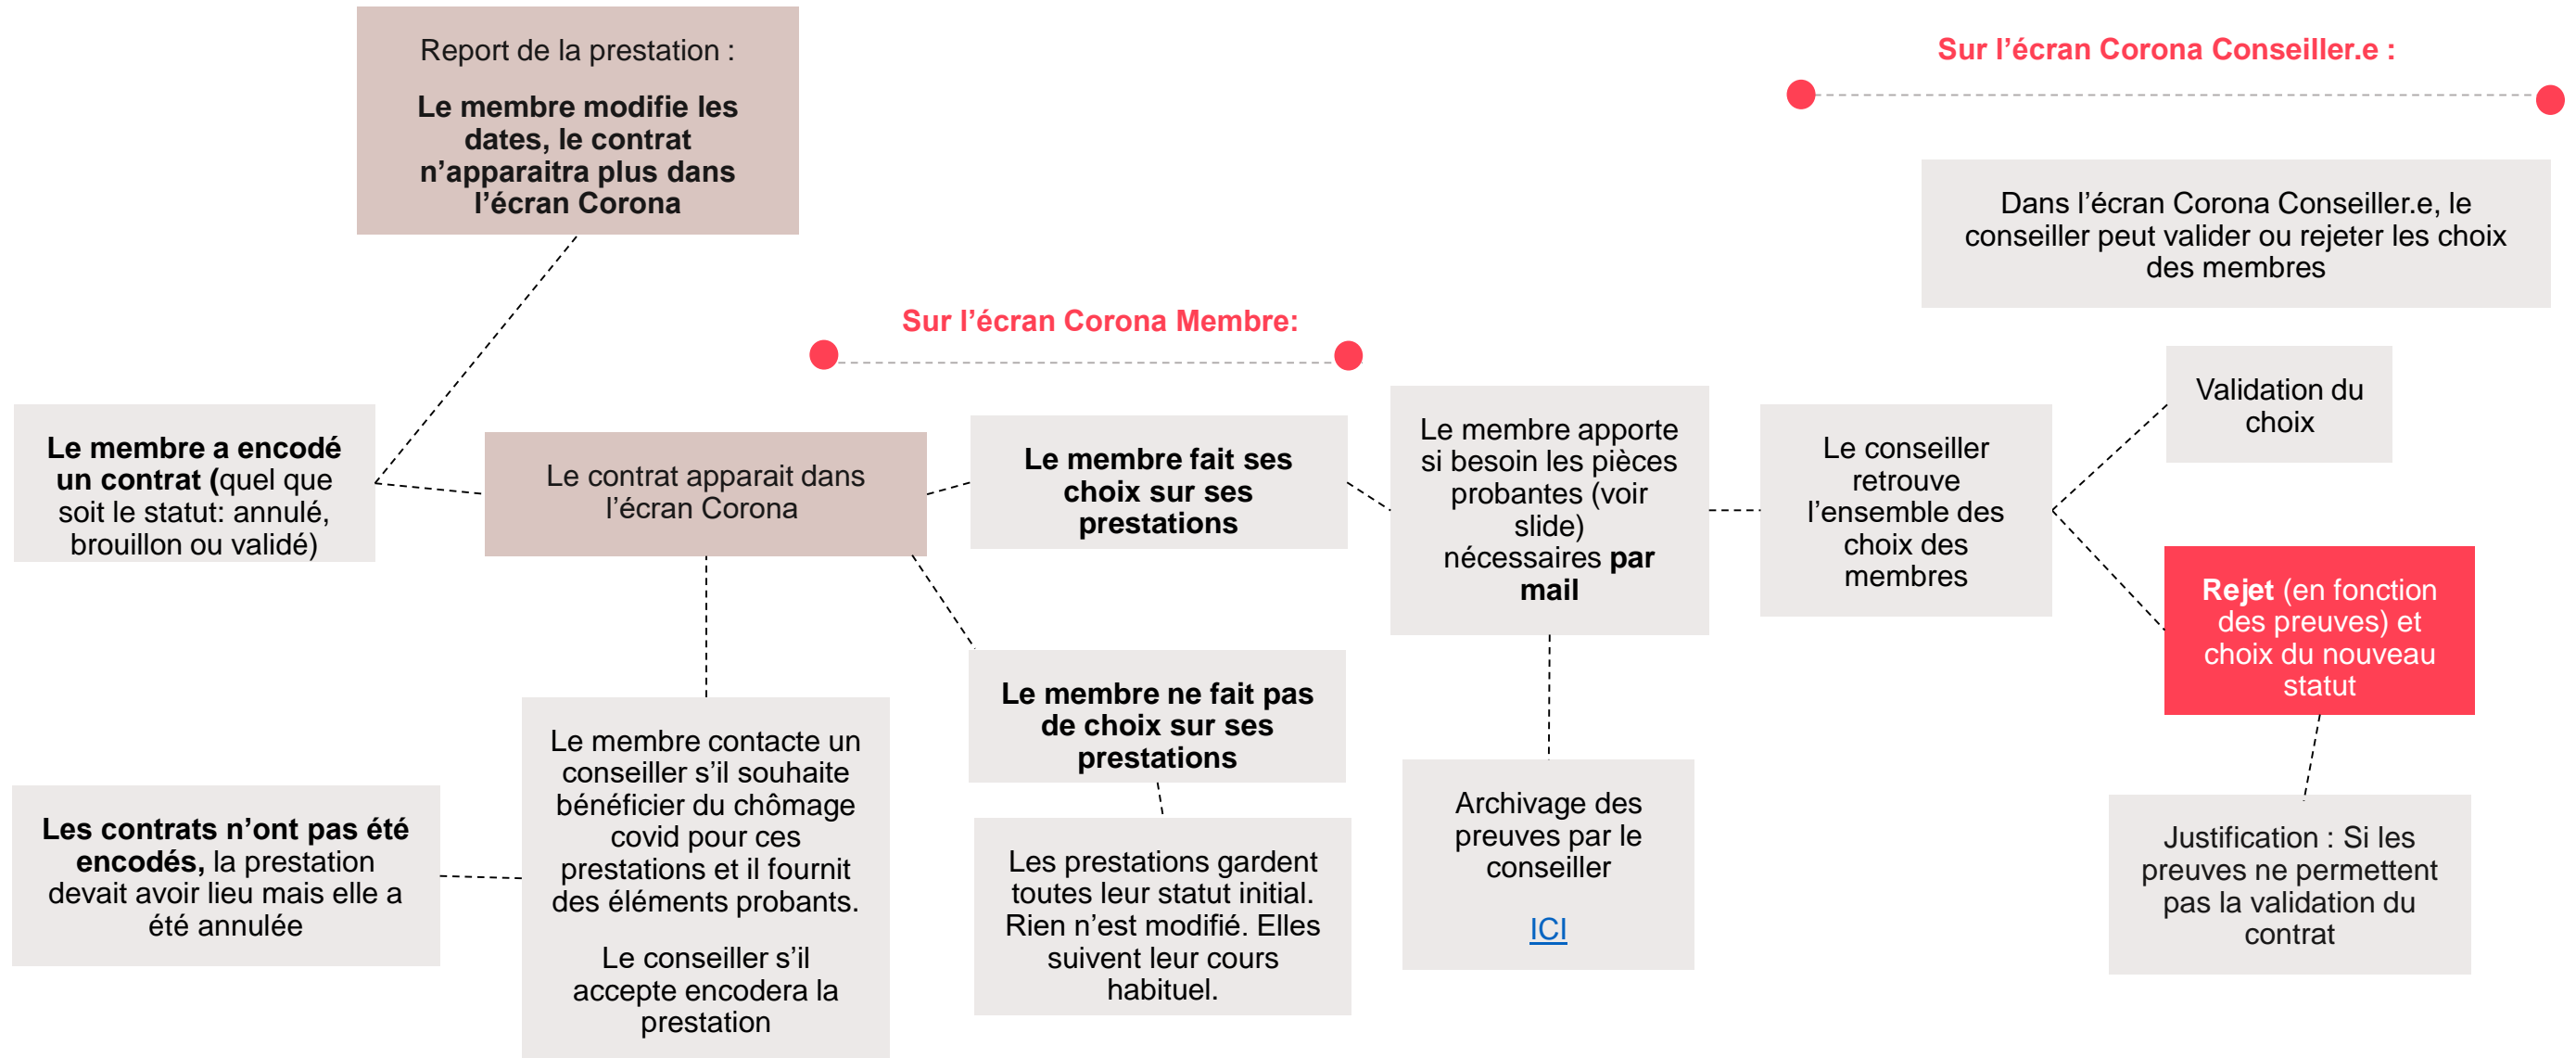 Report de la prestation :
Le membre modifie les
dates, le contrat
n’apparaitra plus dans
l’écran Corona
Sur l’écran Corona Conseiller.e :
Dans l’écran Corona Conseiller.e, le
conseiller peut valider ou rejeter les choix
des membres
Sur l’écran Corona Membre:
Le membre a encodé
un contrat (quel que
soit le statut: annulé,
brouillon ou validé)
Le contrat apparait dans
l’écran Corona
Le membre fait ses
choix sur ses
prestations
Le membre apporte
si besoin les pièces
probantes (voir
slide)
nécessaires par
mail
Le conseiller
retrouve
l’ensemble des
choix des
membres
Validation du
choix
Rejet (en fonction
des preuves) et
choix du nouveau
statut
Le membre ne fait pas
de choix sur ses
prestations
Les contrats n’ont pas été
encodés, la prestation
devait avoir lieu mais elle a
été annulée
Le membre contacte un
conseiller s’il souhaite
bénéficier du chômage
covid pour ces
prestations et il fournit
des éléments probants.
Le conseiller s’il
accepte encodera la
prestation
Les prestations gardent
toutes leur statut initial.
Rien n’est modifié. Elles
suivent leur cours
habituel.
Archivage des
preuves par le
conseiller
ICI
Justification : Si les
preuves ne permettent
pas la validation du
contrat